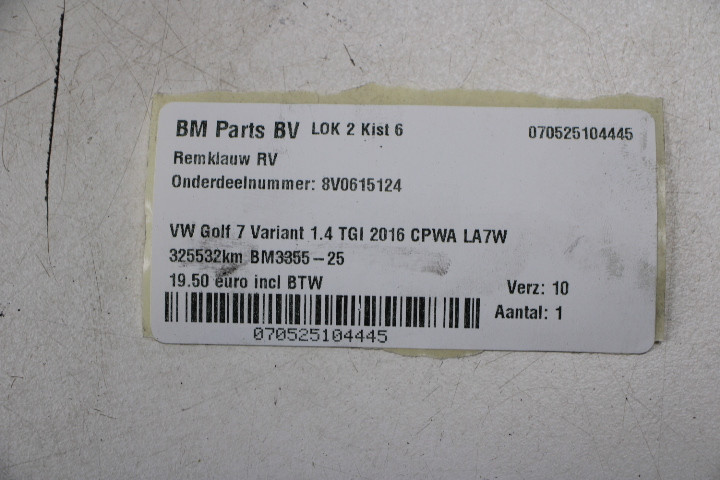 BM Parts BV LOK 2 Kist 6 070525104445
Remklauw RV
Onderdeelnummer: 8V0615124
VW Golf 7 Variant 1.4 TGI 2016 CPWA LA7W
325532km BM3355-25
19.50 euro incl BTW Verz: 10
Aantal: 1
070525104445